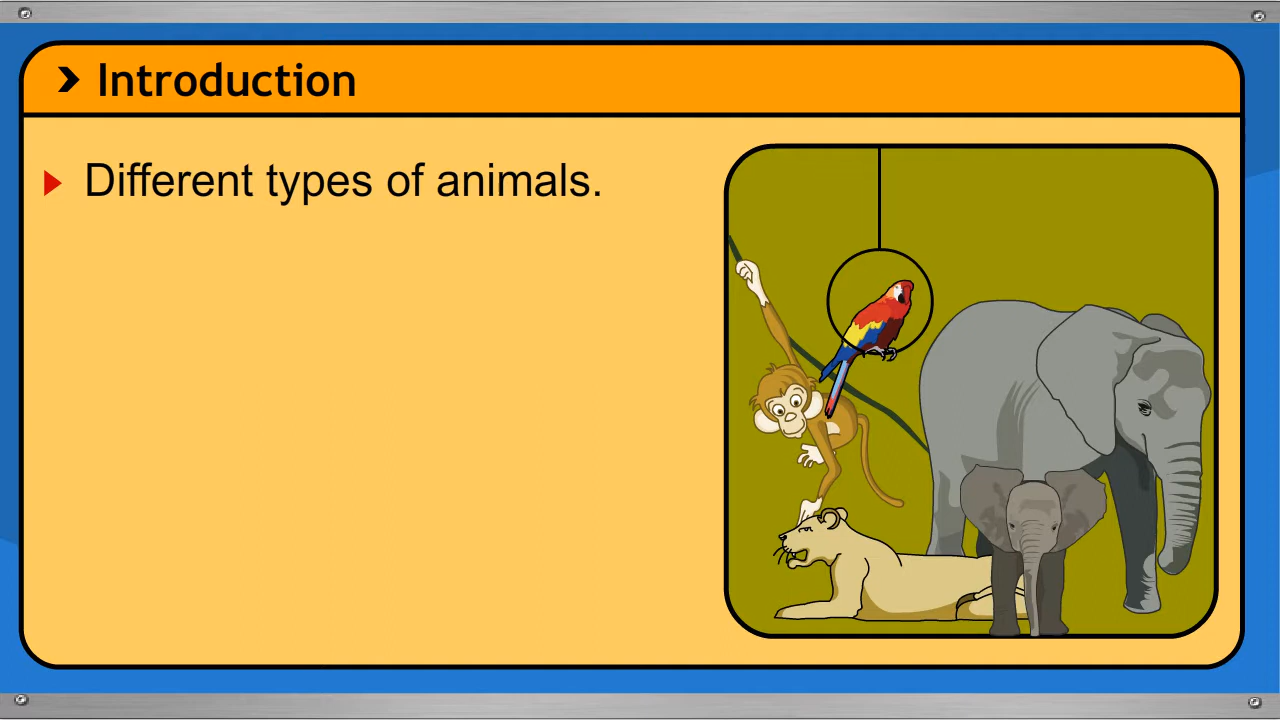 Introduction
Different types of animals.